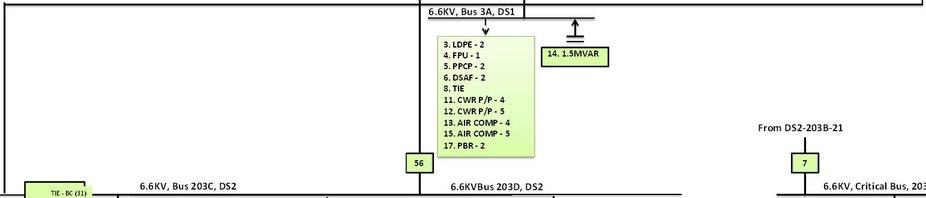 6.6KV, Bus 3A, DS1
3. LDPE - 2
4. FPU - 1
5. PPCP - 2
6. DSAF - 2
8. TIE
11. CWR P/P - 4
12. CWR P/P - 5
13. AIR COMP - 4
15. AIR COMP - 5
17. PBR - 2
14. 1.5MVAR
From DS2-203B-21
56
7
TIE - BC (31)
6.6KV, Bus 203C, DS2
6.6KVBus 203D, DS2
6.6KV, Critical Bus, 203